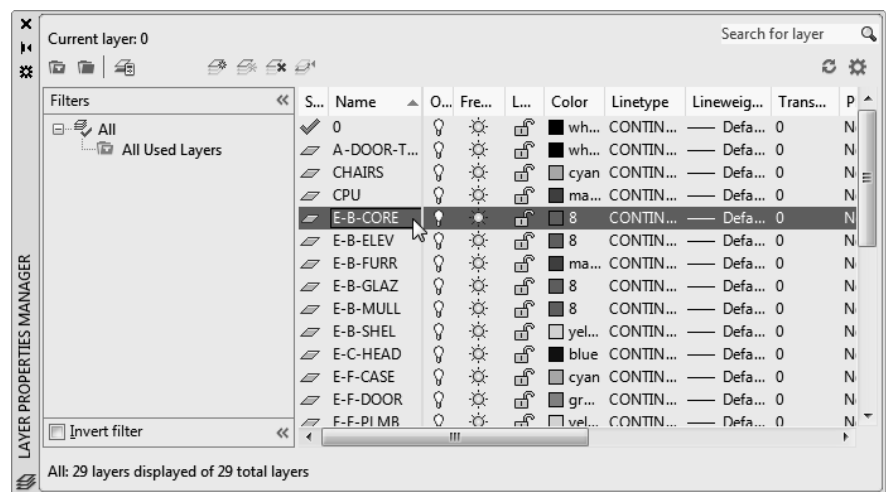 Current layer: 0
Search for layer
Filters
All
All Used Layers
Invert filter
S... Name O... Fre... L... Color Linetype Lineweig... Trans... P
0 wh... CONTIN... Defa... 0 N
A-DOOR-T... wh... CONTIN... Defa... 0 N
CHAIRS cyan CONTIN... Defa... 0 N
CPU ma... CONTIN... Defa... 0 N
E-B-CORE 8 CONTIN... Defa... 0 N
E-B-ELEV 8 CONTIN... Defa... 0 N
E-B-FURR ma... CONTIN... Defa... 0 N
E-B-GLAZ 8 CONTIN... Defa... 0 N
E-B-MULL 8 CONTIN... Defa... 0 N
E-B-SHEL yel... CONTIN... Defa... 0 N
E-C-HEAD blue CONTIN... Defa... 0 N
E-F-CASE cyan CONTIN... Defa... 0 N
E-F-DOOR gr... CONTIN... Defa... 0 N
E-F-PLMB yel... CONTIN... Defa... 0 N
All: 29 layers displayed of 29 total layers
LAYER PROPERTIES MANAGER